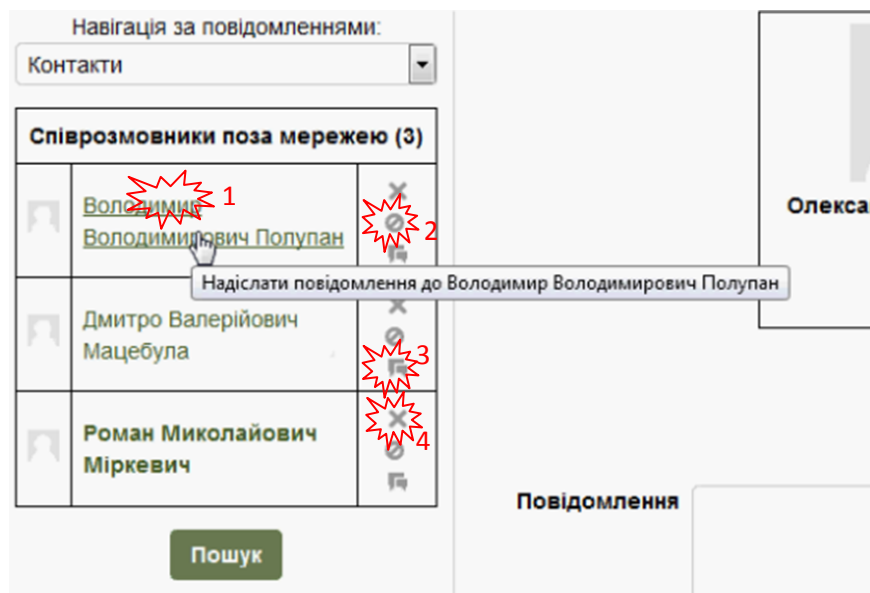 Навігація за повідомленнями:
Контакти
Співрозмовники поза мережею (3)
Володимир
Володимирович Полупан
1
2
Надіслати повідомлення до Володимир Володимирович Полупан
Дмитро Валерійович
Мацебула
3
Роман Миколайович
Міркевич
4
Пошук
Олекса
Повідомлення